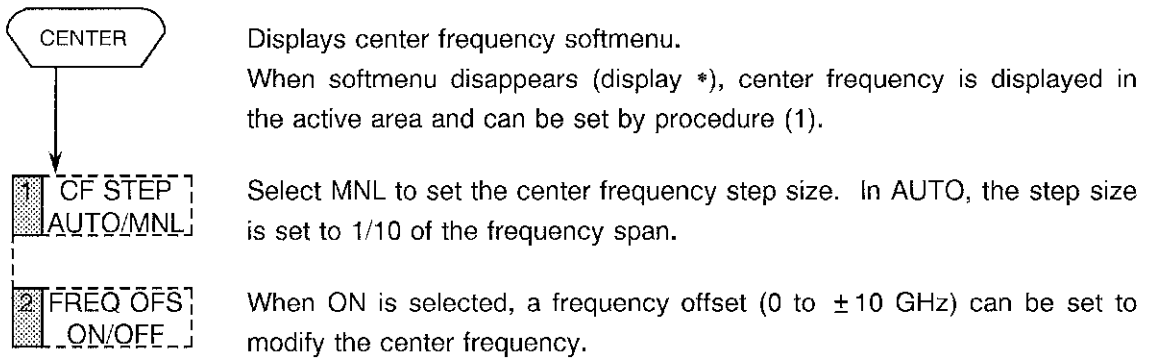 CENTER
Displays center frequency softmenu.
When softmenu disappears (display *), center frequency is displayed in
the active area and can be set by procedure (1).
1 CF STEP
AUTO/MNL
Select MNL to set the center frequency step size. In AUTO, the step size
is set to 1/10 of the frequency span.
2 FREQ OFS
ON/OFF
When ON is selected, a frequency offset (0 to ±10 GHz) can be set to
modify the center frequency.